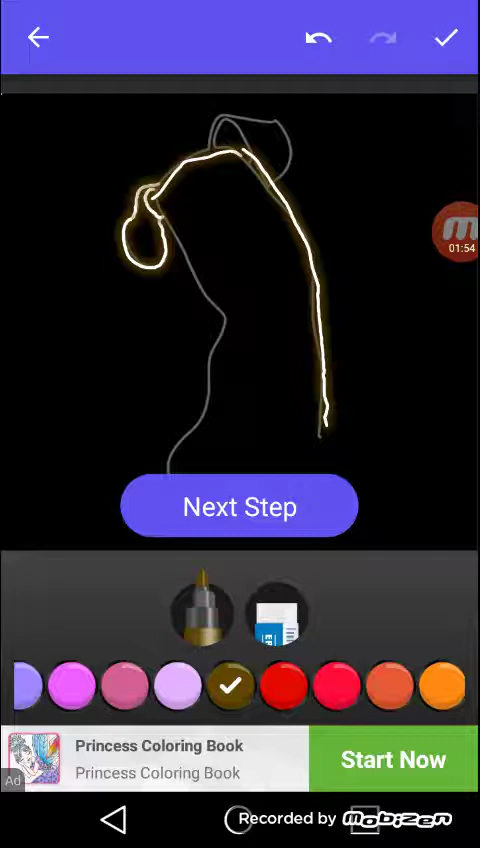 01:54
Next Step
Princess Coloring Book
Princess Coloring Book
Ad
Start Now
Recorded by mobizen